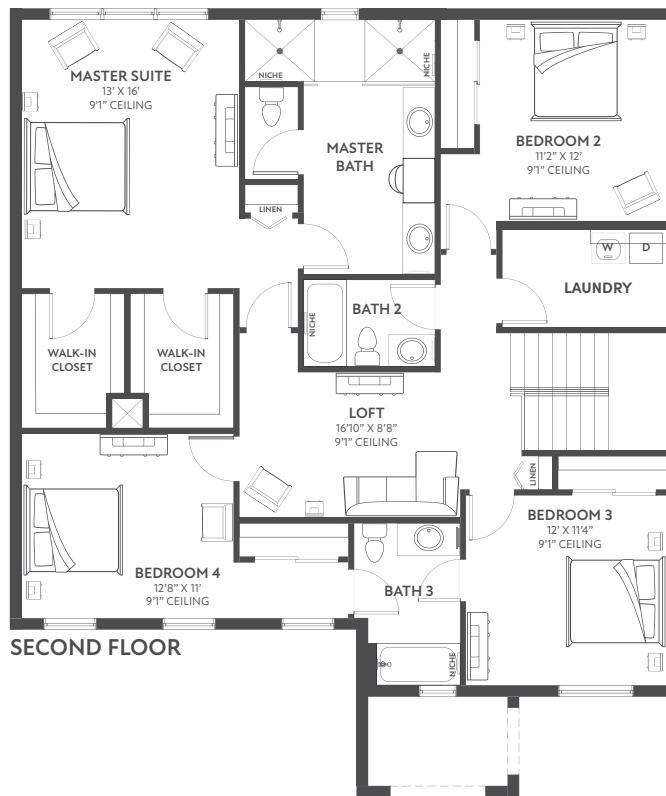 MASTER SUITE
13' X 16'
9'1" CEILING
NICHE
NICHE
MASTER
BATH
LINEN
BEDROOM 2
11'2" X 12'
9'1" CEILING
W
D
LAUNDRY
BATH 2
NICHE
WALK-IN
CLOSET
WALK-IN
CLOSET
LOFT
16'10" X 8'8"
9'1" CEILING
LINEN
BEDROOM 3
12' X 11'4"
9'1" CEILING
BEDROOM 4
12'8" X 11'
9'1" CEILING
BATH 3
NICHE
SECOND FLOOR